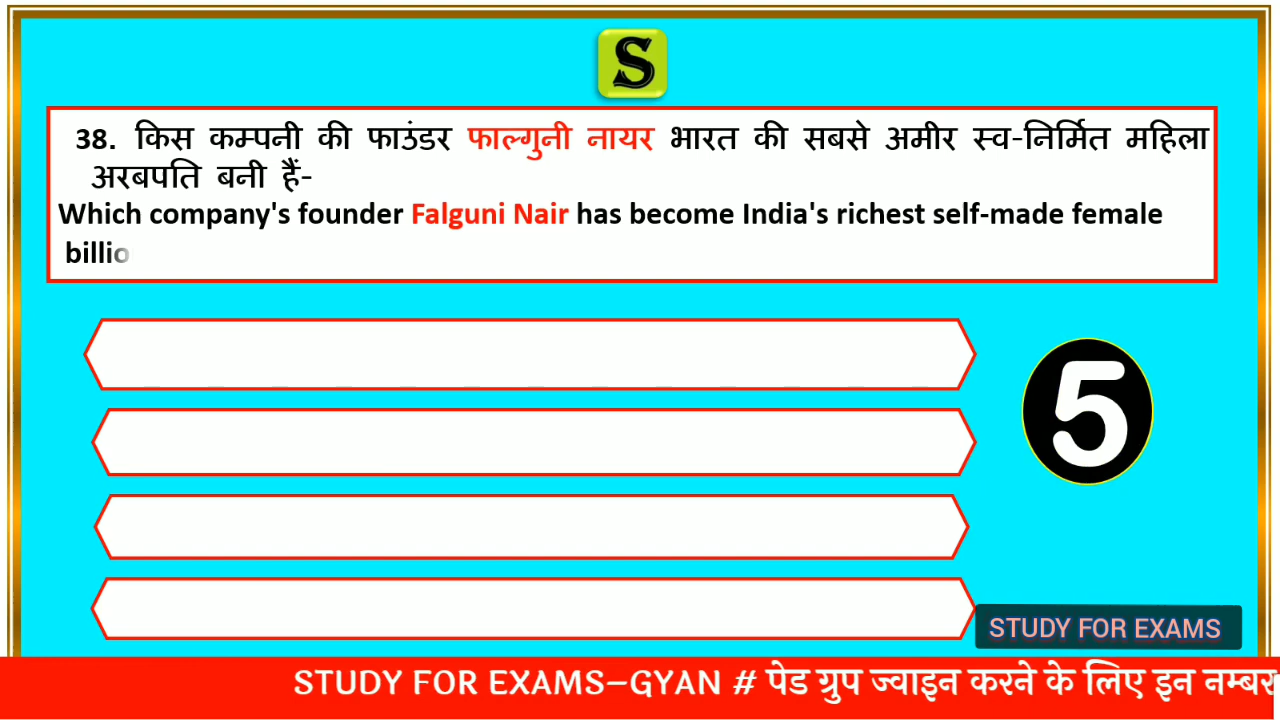 S
38. किस कम्पनी की फाउंडर फाल्गुनी नायर भारत की सबसे अमीर स्व-निर्मित महिला
अरबपति बनी हैं-
Which company's founder Falguni Nair has become India's richest self-made female
billio
5
STUDY FOR EXAMS
STUDY FOR EXAMS–GYAN # पेड ग्रुप ज्वाइन करने के लिए इन नम्बर